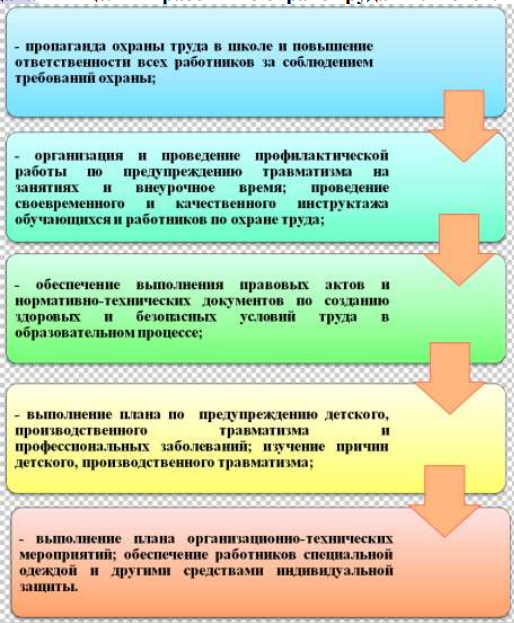 - пропаганда охраны труда в школе и повышение
ответственности всех работников за соблюдением
требований охраны;
- организация и проведение профилактической
работы по предупреждению травматизма на
занятиях и внеурочное время; проведение
своевременного и качественного инструктажа
обучающихся и работников по охране труда;
- обеспечение выполнения правовых актов и
нормативно-технических документов по созданию
здоровых и безопасных условий труда в
образовательном процессе;
- выполнение плана по предупреждению детского,
производственного травматизма и
профессиональных заболеваний; изучение причин
детского, производственного травматизма;
- выполнение плана организационно-технических
мероприятий; обеспечение работников специальной
одеждой и другими средствами индивидуальной
защиты.